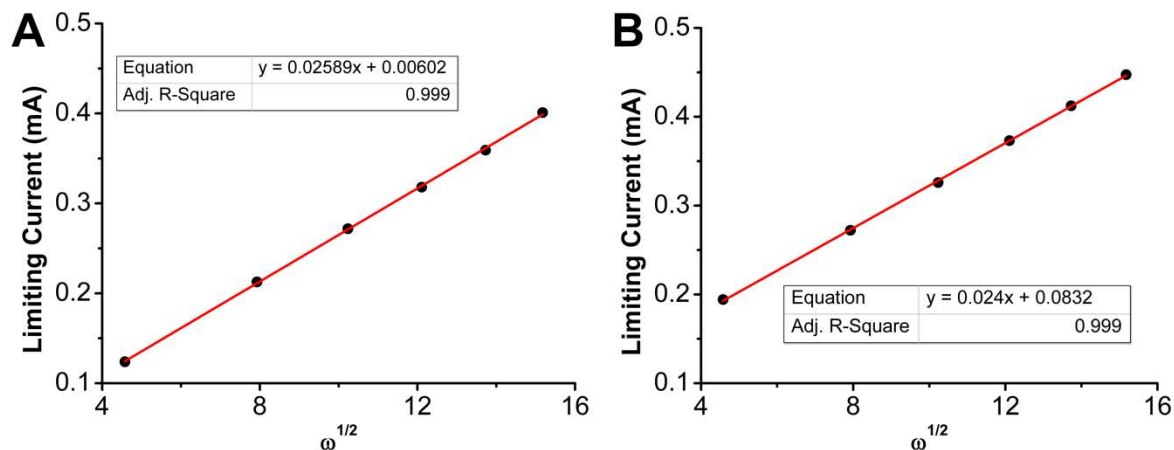 A
0.5
0.4
0.3
0.2
0.1
Limiting Current (mA)
Equation y = 0.02589x + 0.00602
Adj. R-Square 0.999
4 8 12 16
ω1/2
B
0.5
0.4
0.3
0.2
0.1
Limiting Current (mA)
Equation y = 0.024x + 0.0832
Adj. R-Square 0.999
4 8 12 16
ω1/2